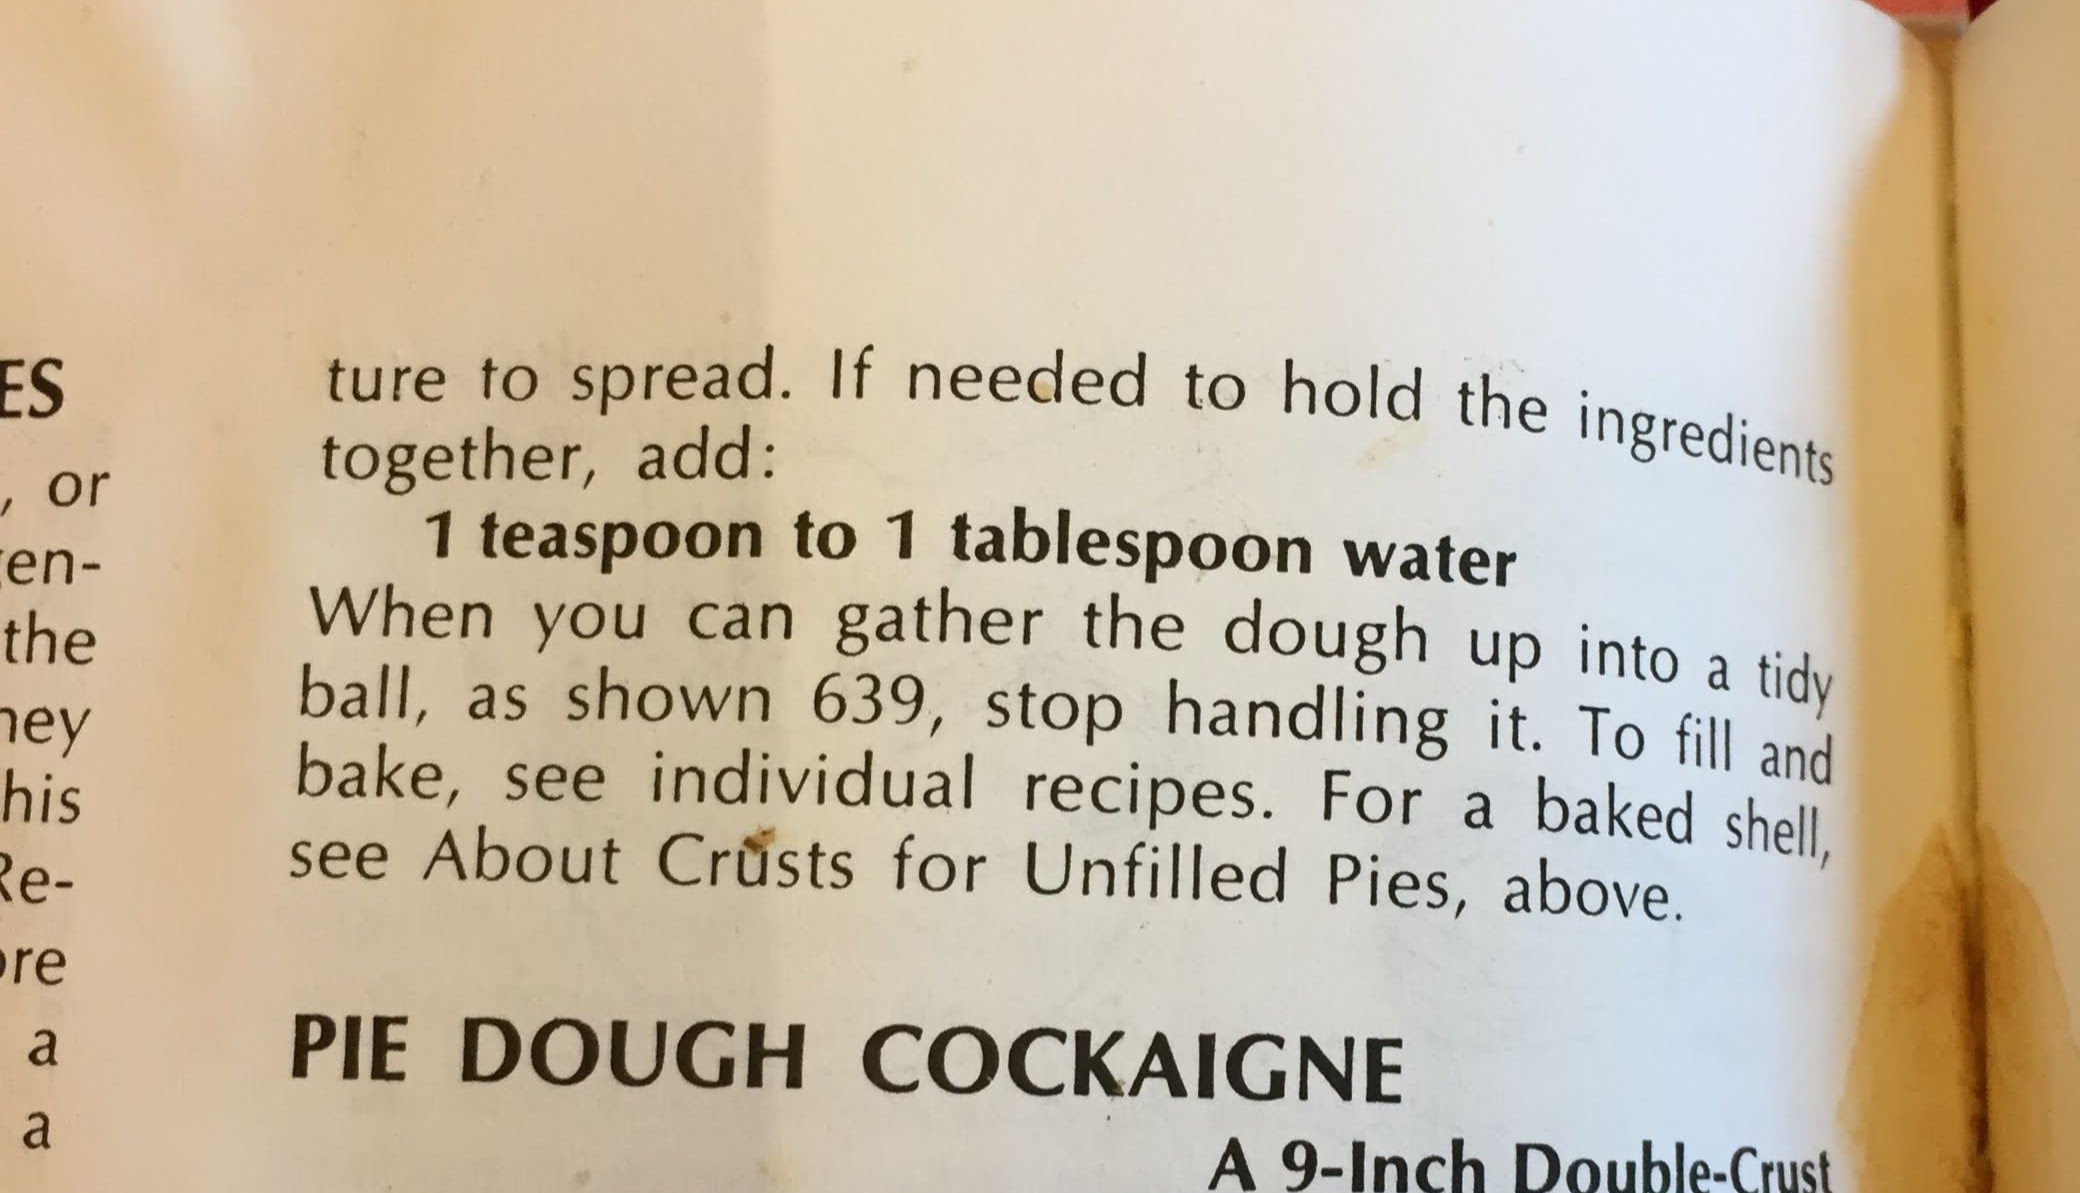 ES
, or
en-
the
hey
his
Re-
ore
a
a
ture to spread. If needed to hold the ingredients
together, add:
1 teaspoon to 1 tablespoon water
When you can gather the dough up into a tidy
ball, as shown 639, stop handling it. To fill and
bake, see individual recipes. For a baked shell,
see About Crusts for Unfilled Pies, above.
PIE DOUGH COCKAIGNE
A 9-Inch Double-Crust